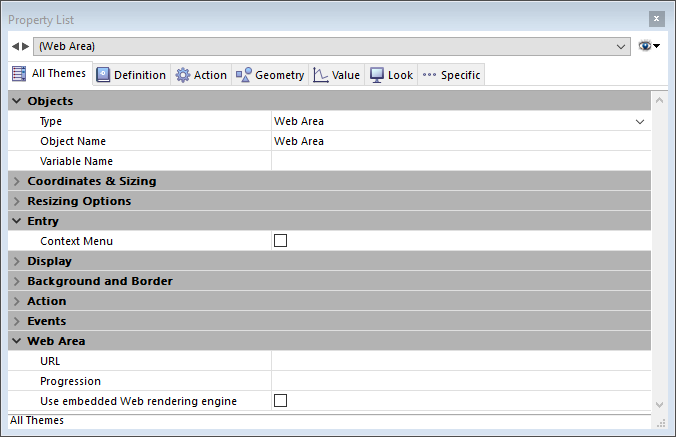 Property List
x
(Web Area)
All Themes Definition Action Geometry Value Look Specific
Objects
Type Web Area
Object Name Web Area
Variable Name
Coordinates & Sizing
Resizing Options
Entry
Context Menu
Display
Background and Border
Action
Events
Web Area
URL
Progression
Use embedded Web rendering engine
All Themes